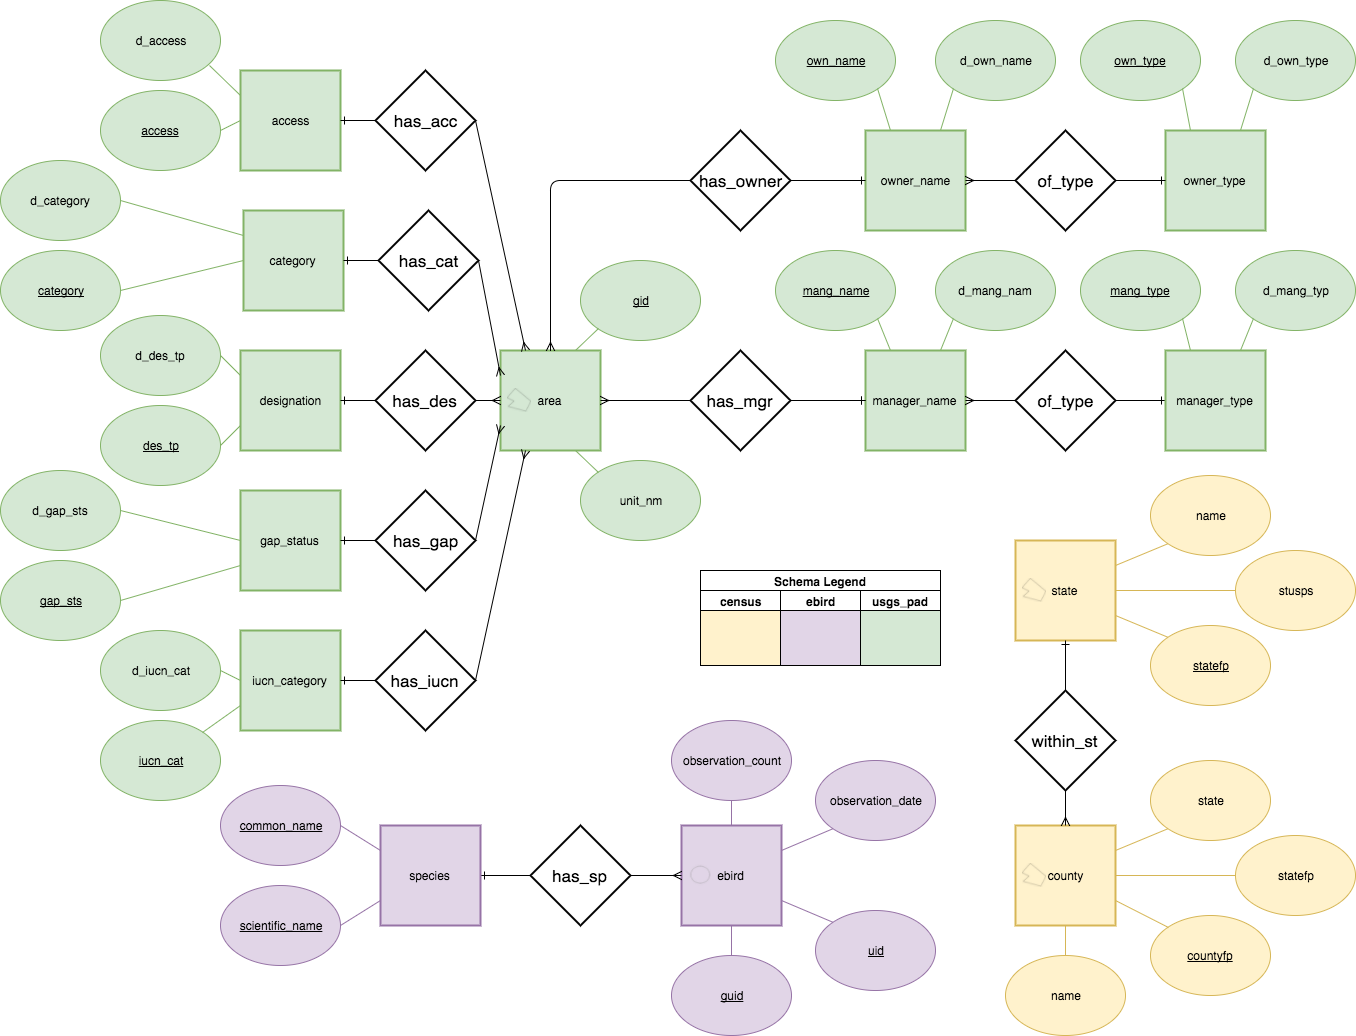 d_access
access
access
has_acc
d_category
category
category
has_cat
d_des_tp
des_tp
designation
has_des
d_gap_sts
gap_sts
gap_status
has_gap
d_iucn_cat
iucn_cat
iucn_category
has_iucn
area
gid
unit_nm
has_owner
own_name
d_own_name
owner_name
of_type
own_type
d_own_type
owner_type
has_mgr
mang_name
d_mang_nam
manager_name
of_type
mang_type
d_mang_typ
manager_type
Schema Legend
census ebird usgs_pad
name
stusps
statefp
state
within_st
county
state
statefp
countyfp
name
common_name
scientific_name
species
has_sp
observation_count
observation_date
ebird
uid
guid